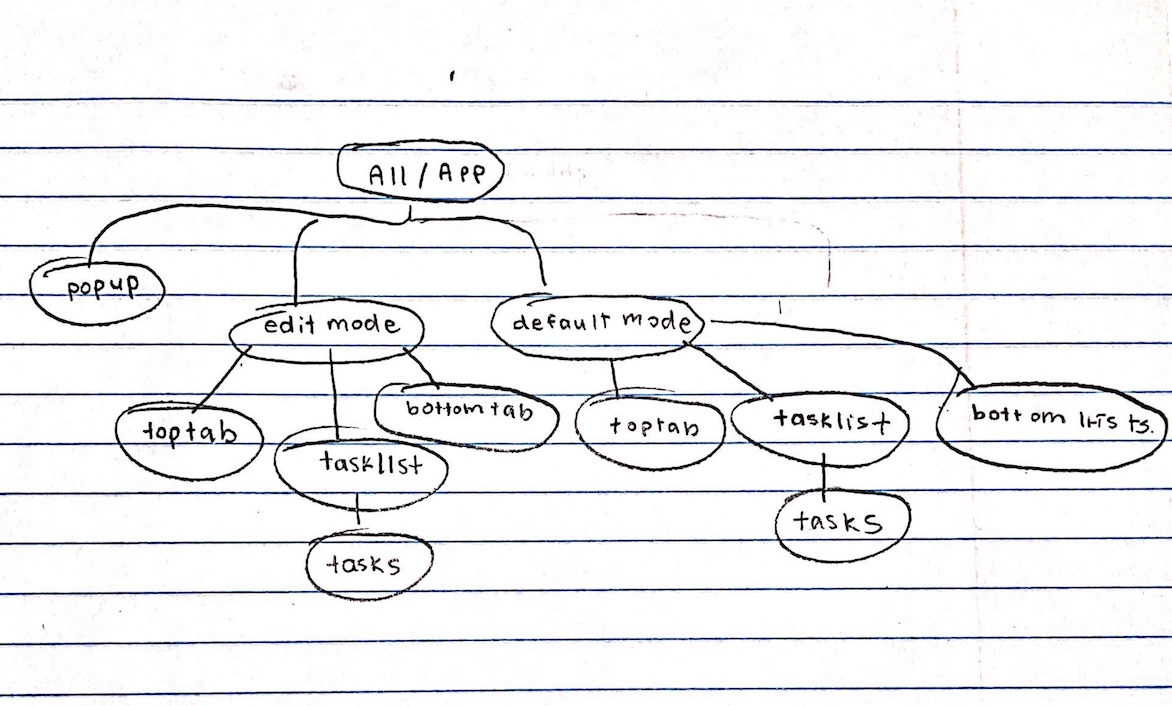 All / App
popup
edit mode
default mode
toptab
tasklist
bottom tab
toptab
tasklist
bottom lists.
tasks
tasks